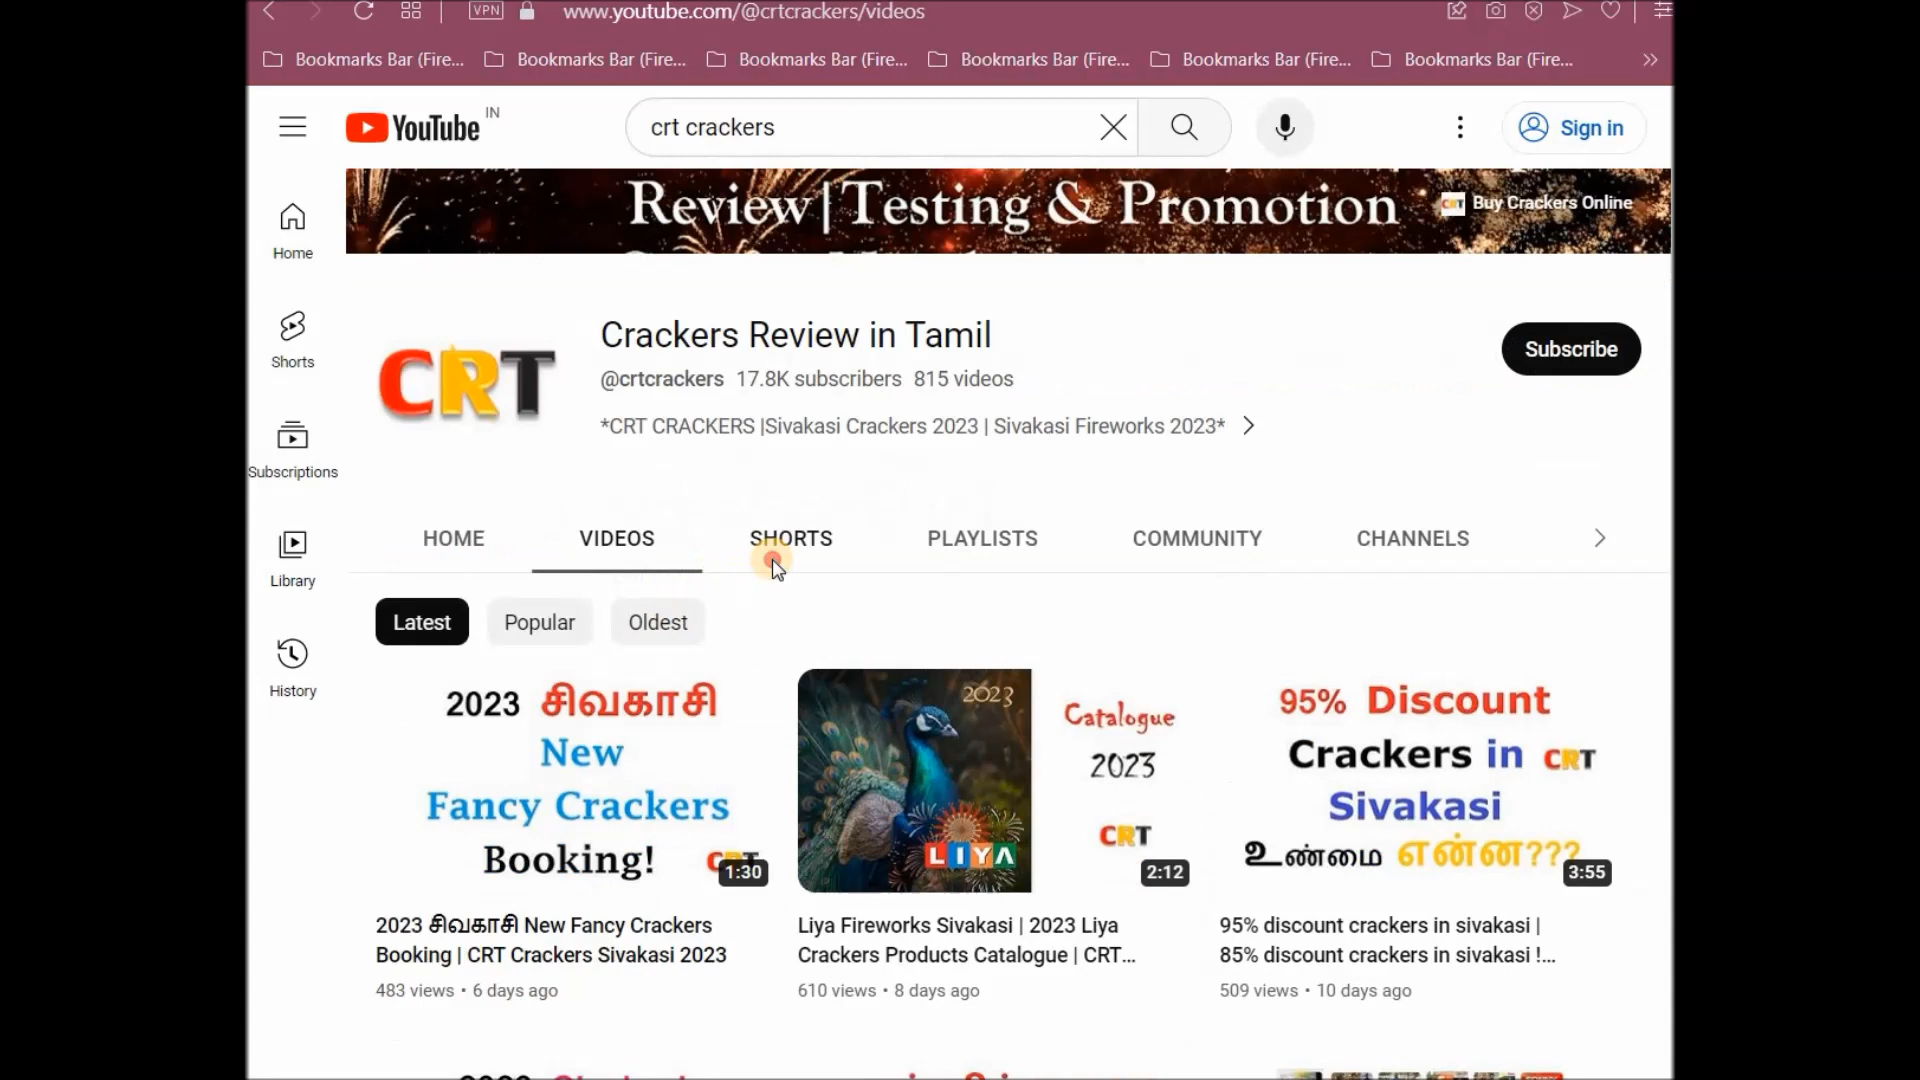 VPN
www.youtube.com/@crtcrackers/videos
Bookmarks Bar (Fire... Bookmarks Bar (Fire... Bookmarks Bar (Fire... Bookmarks Bar (Fire... Bookmarks Bar (Fire... Bookmarks Bar (Fire...
YouTube IN
crt crackers
Sign in
Review|Testing & Promotion
CRT Buy Crackers Online
Home
Shorts
Subscriptions
Library
History
CRT
Crackers Review in Tamil
@crtcrackers 17.8K subscribers 815 videos
*CRT CRACKERS |Sivakasi Crackers 2023 | Sivakasi Fireworks 2023*
Subscribe
HOME VIDEOS SHORTS PLAYLISTS COMMUNITY CHANNELS
Latest Popular Oldest
2023 சிவகாசி
New
Fancy Crackers
Booking!
CRT
1:30
2023 சிவகாசி New Fancy Crackers
Booking | CRT Crackers Sivakasi 2023
483 views • 6 days ago
2023
LIYA
Catalogue
2023
CRT
2:12
Liya Fireworks Sivakasi | 2023 Liya
Crackers Products Catalogue | CRT...
610 views • 8 days ago
95% Discount
Crackers in CRT
Sivakasi
உண்மை என்ன???
3:55
95% discount crackers in sivakasi |
85% discount crackers in sivakasi !...
509 views • 10 days ago